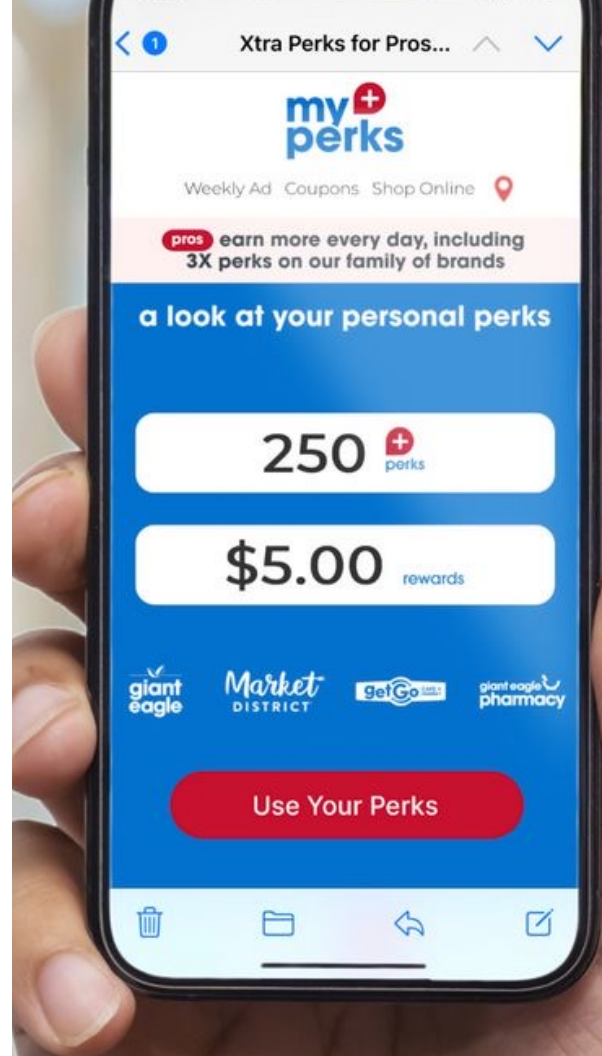 1
Xtra Perks for Pros...
my
perks
Weekly Ad Coupons Shop Online
pros earn more every day, including
3X perks on our family of brands
a look at your personal perks
250 perks
$5.00 rewards
giant
eagle
Market
DISTRICT
GetGo
giant eagle
pharmacy
Use Your Perks